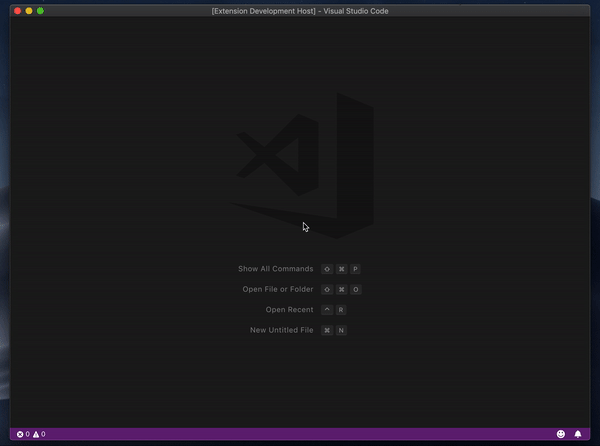 [Extension Development Host] - Visual Studio Code
Show All Commands ⇧ ⌘ P
Open File or Folder ⇧ ⌘ O
Open Recent ^ R
New Untitled File ⌘ N
0 0